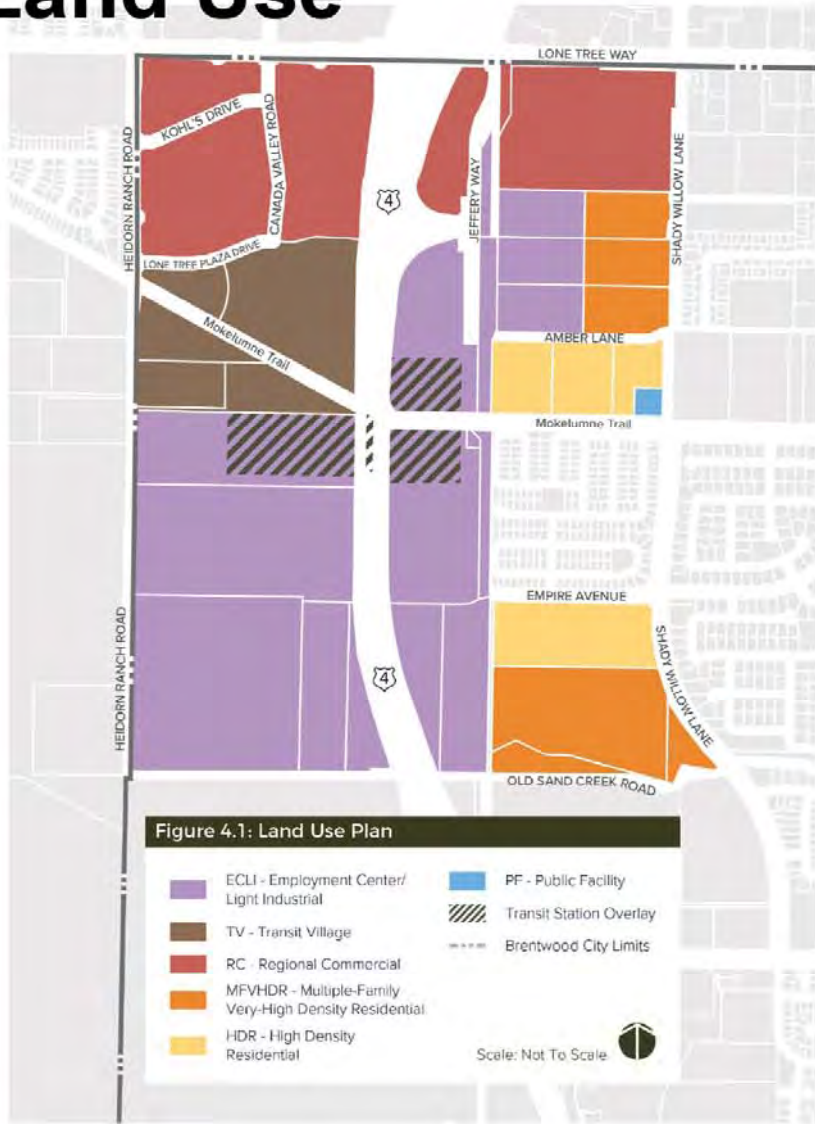 Land Use
LONE TREE WAY
KOHL'S DRIVE
CANADA VALLEY ROAD
HEIDORN RANCH ROAD
4
JEFFERY WAY
SHADY WILLOW LANE
LONE TREE PLAZA DRIVE
Mokelumne Trail
AMBER LANE
Mokelumne Trail
EMPIRE AVENUE
HEIDORN RANCH ROAD
4
SHADY WILLOW LANE
OLD SAND CREEK ROAD
Figure 4.1: Land Use Plan
ECLI - Employment Center/
Light Industrial
TV - Transit Village
RC - Regional Commercial
MFVHDR - Multiple-Family
Very-High Density Residential
HDR - High Density
Residential
PF - Public Facility
Transit Station Overlay
Brentwood City Limits
Scale: Not To Scale